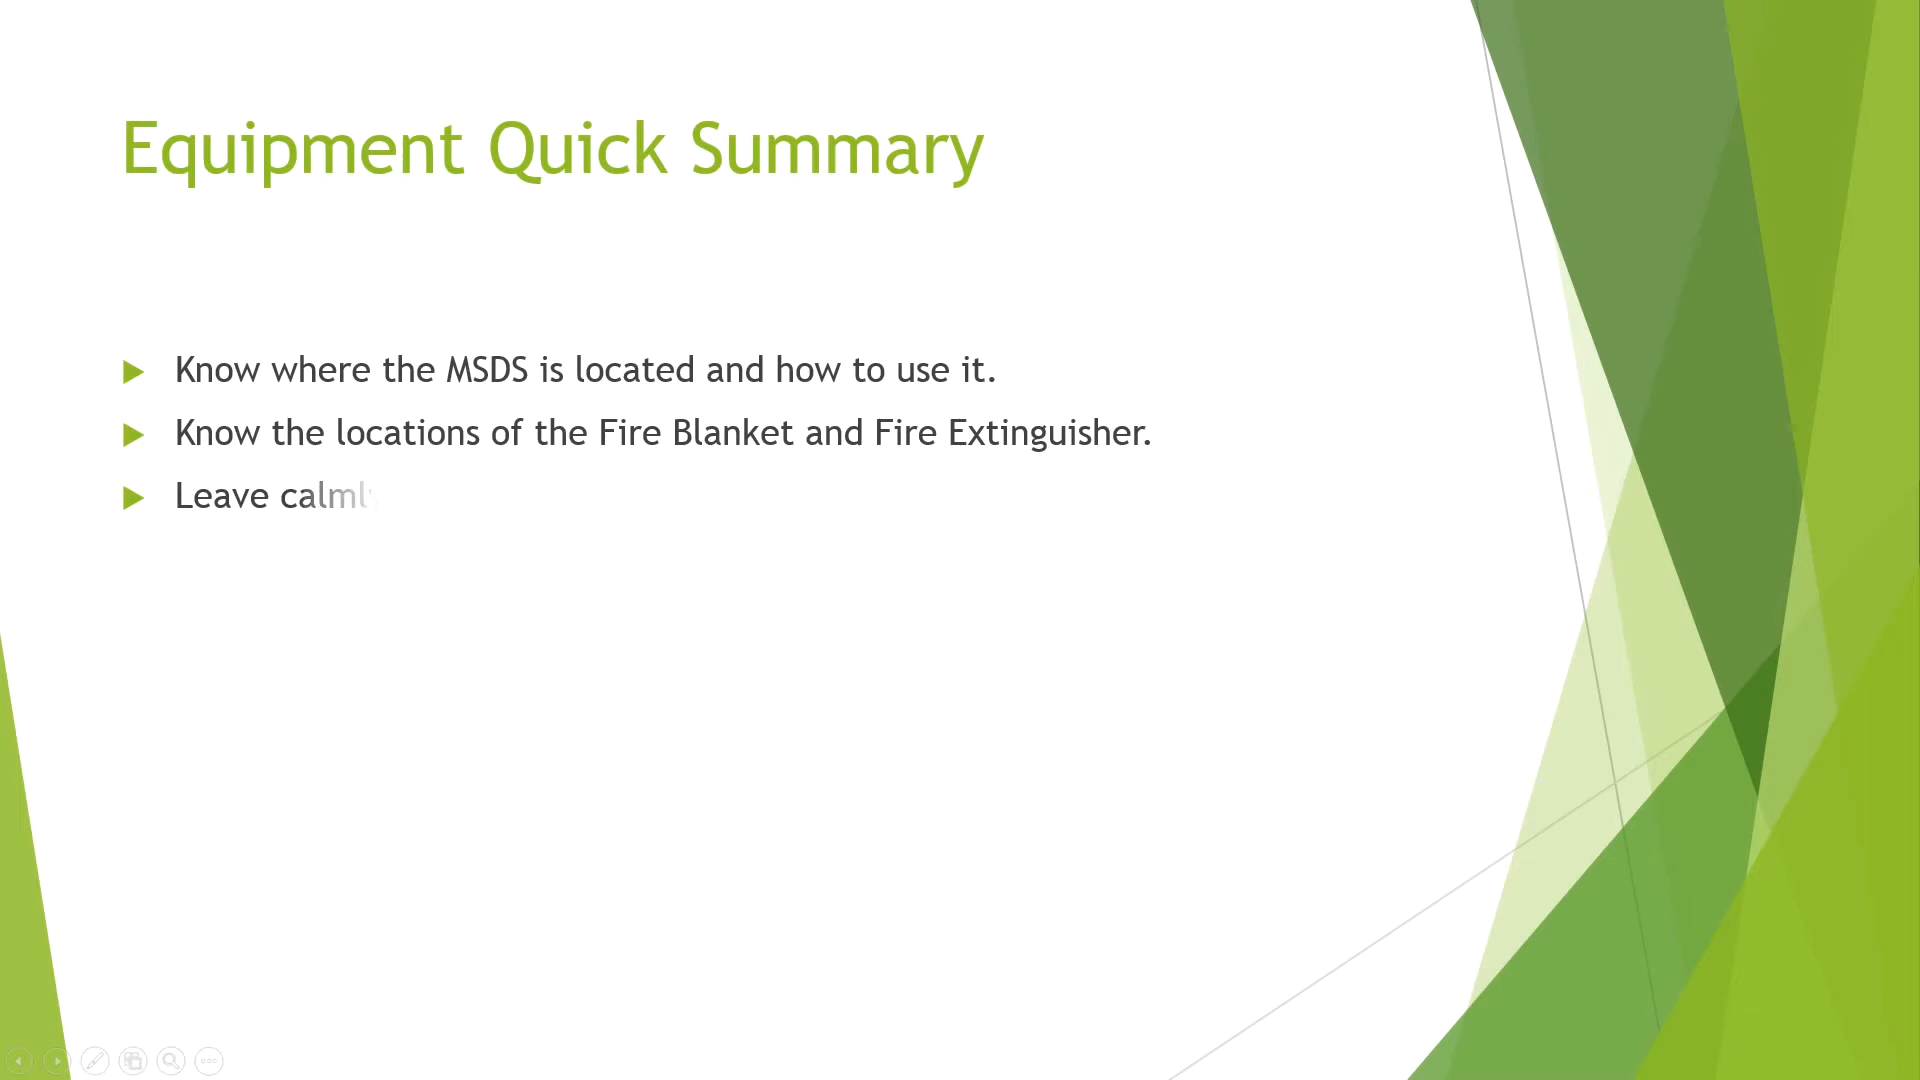 Equipment Quick Summary
Know where the MSDS is located and how to use it.
Know the locations of the Fire Blanket and Fire Extinguisher.
Leave calmly